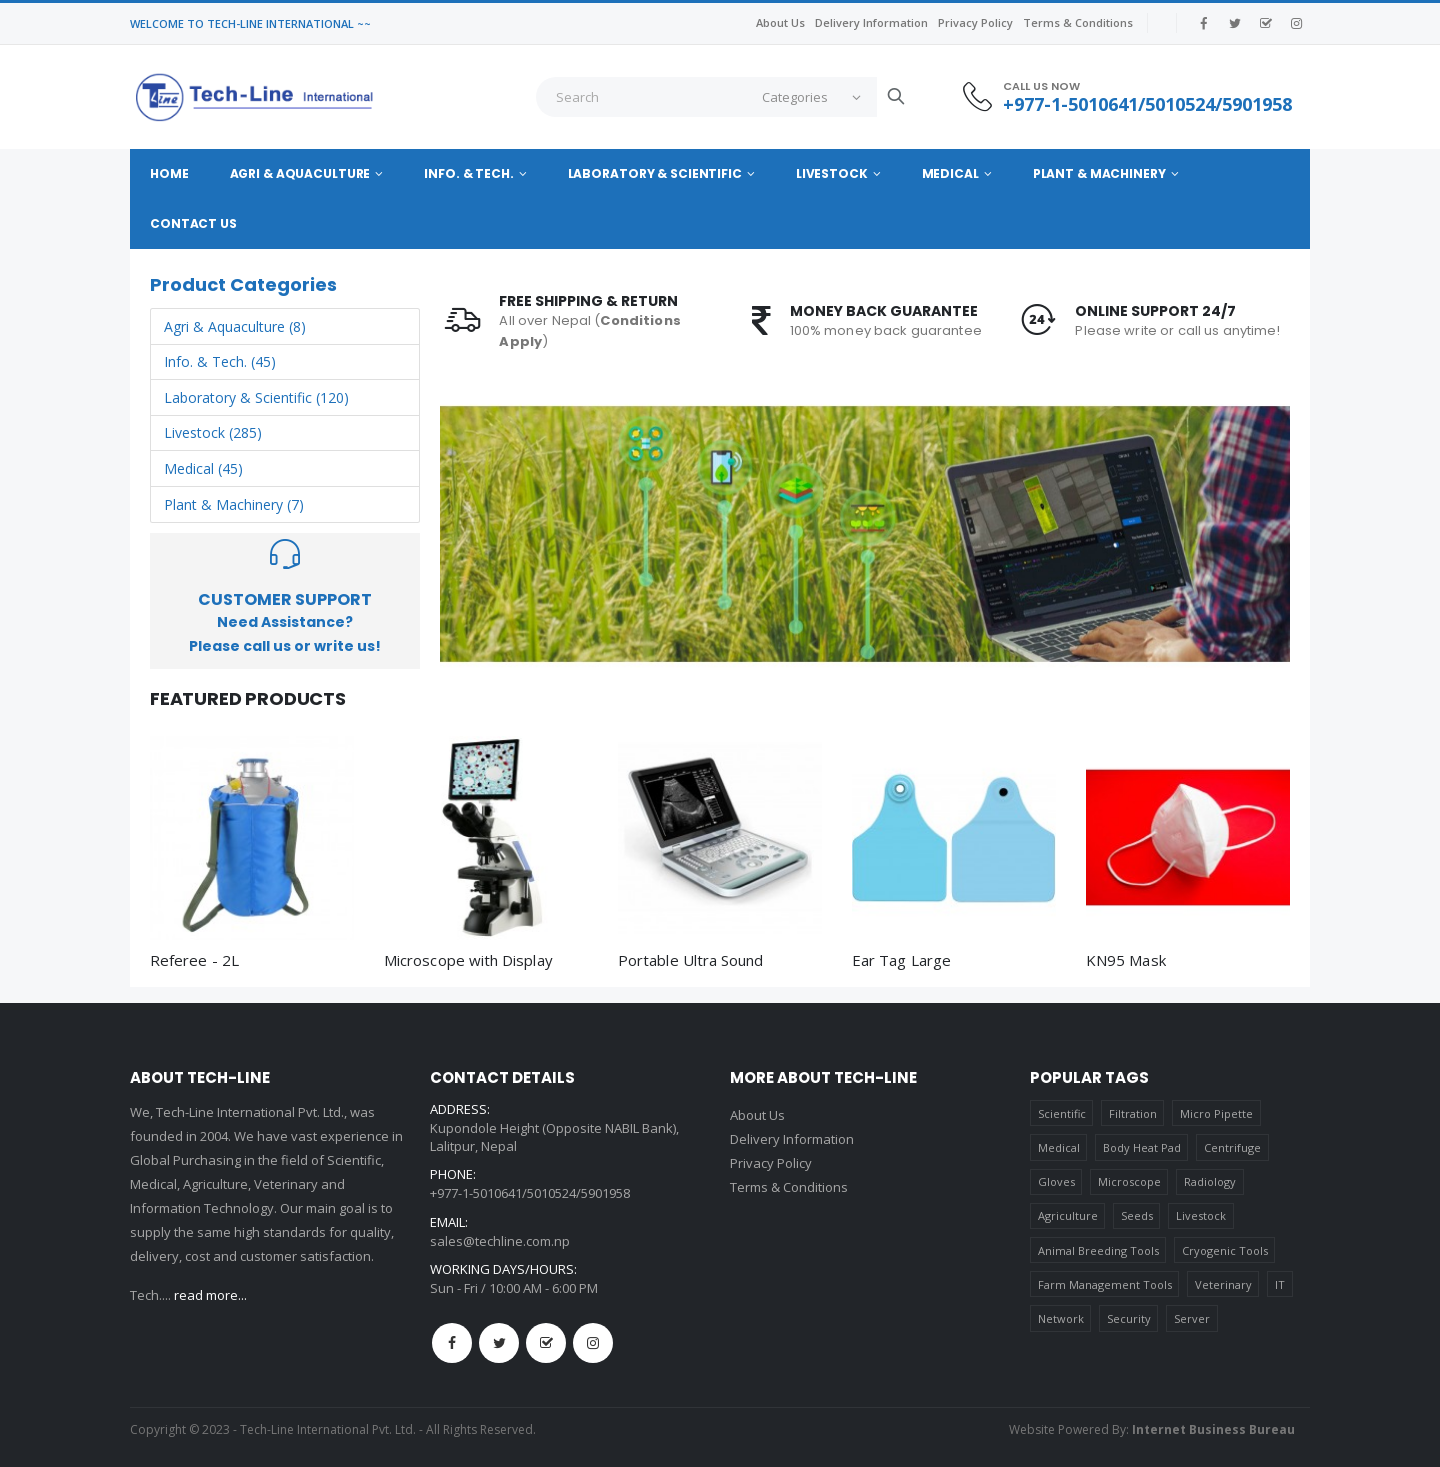 WELCOME TO TECH-LINE INTERNATIONAL ~~
About Us Delivery Information Privacy Policy Terms & Conditions
Tech-Line International
Search Categories
CALL US NOW
+977-1-5010641/5010524/5901958
HOME AGRI & AQUACULTURE INFO. & TECH. LABORATORY & SCIENTIFIC LIVESTOCK MEDICAL PLANT & MACHINERY
CONTACT US
Product Categories
Agri & Aquaculture (8)
Info. & Tech. (45)
Laboratory & Scientific (120)
Livestock (285)
Medical (45)
Plant & Machinery (7)
CUSTOMER SUPPORT
Need Assistance?
Please call us or write us!
FREE SHIPPING & RETURN
All over Nepal (Conditions
Apply)
MONEY BACK GUARANTEE
100% money back guarantee
24
ONLINE SUPPORT 24/7
Please write or call us anytime!
FEATURED PRODUCTS
Referee - 2L
Microscope with Display
Portable Ultra Sound
Ear Tag Large
KN95 Mask
ABOUT TECH-LINE
We, Tech-Line International Pvt. Ltd., was
founded in 2004. We have vast experience in
Global Purchasing in the field of Scientific,
Medical, Agriculture, Veterinary and
Information Technology. Our main goal is to
supply the same high standards for quality,
delivery, cost and customer satisfaction.
Tech.... read more...
CONTACT DETAILS
ADDRESS:
Kupondole Height (Opposite NABIL Bank),
Lalitpur, Nepal
PHONE:
+977-1-5010641/5010524/5901958
EMAIL:
sales@techline.com.np
WORKING DAYS/HOURS:
Sun - Fri / 10:00 AM - 6:00 PM
MORE ABOUT TECH-LINE
About Us
Delivery Information
Privacy Policy
Terms & Conditions
POPULAR TAGS
Scientific Filtration Micro Pipette
Medical Body Heat Pad Centrifuge
Gloves Microscope Radiology
Agriculture Seeds Livestock
Animal Breeding Tools Cryogenic Tools
Farm Management Tools Veterinary IT
Network Security Server
Copyright © 2023 - Tech-Line International Pvt. Ltd. - All Rights Reserved.
Website Powered By: Internet Business Bureau